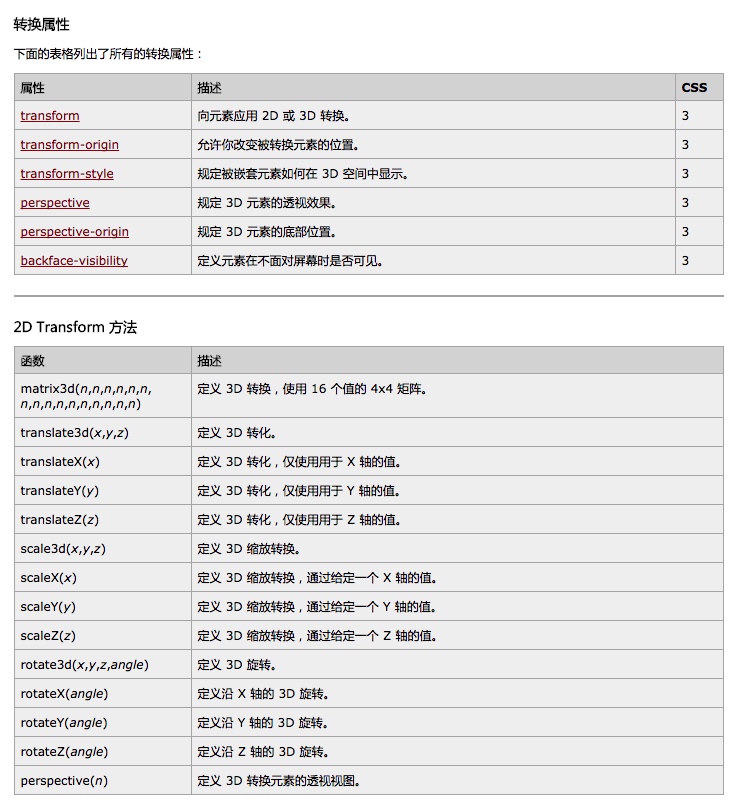 转换属性
下面的表格列出了所有的转换属性：
属性 描述 CSS
transform 向元素应用 2D 或 3D 转换。 3
transform-origin 允许你改变被转换元素的位置。 3
transform-style 规定被嵌套元素如何在 3D 空间中显示。 3
perspective 规定 3D 元素的透视效果。 3
perspective-origin 规定 3D 元素的底部位置。 3
backface-visibility 定义元素在不面对屏幕时是否可见。 3
2D Transform 方法
函数 描述
matrix3d(n,n,n,n,n,n, 定义 3D 转换，使用 16 个值的 4x4 矩阵。
n,n,n,n,n,n,n,n,n,n)
translate3d(x,y,z) 定义 3D 转化。
translateX(x) 定义 3D 转化，仅使用用于 X 轴的值。
translateY(y) 定义 3D 转化，仅使用用于 Y 轴的值。
translateZ(z) 定义 3D 转化，仅使用用于 Z 轴的值。
scale3d(x,y,z) 定义 3D 缩放转换。
scaleX(x) 定义 3D 缩放转换，通过给定一个 X 轴的值。
scaleY(y) 定义 3D 缩放转换，通过给定一个 Y 轴的值。
scaleZ(z) 定义 3D 缩放转换，通过给定一个 Z 轴的值。
rotate3d(x,y,z,angle) 定义 3D 旋转。
rotateX(angle) 定义沿 X 轴的 3D 旋转。
rotateY(angle) 定义沿 Y 轴的 3D 旋转。
rotateZ(angle) 定义沿 Z 轴的 3D 旋转。
perspective(n) 定义 3D 转换元素的透视视图。